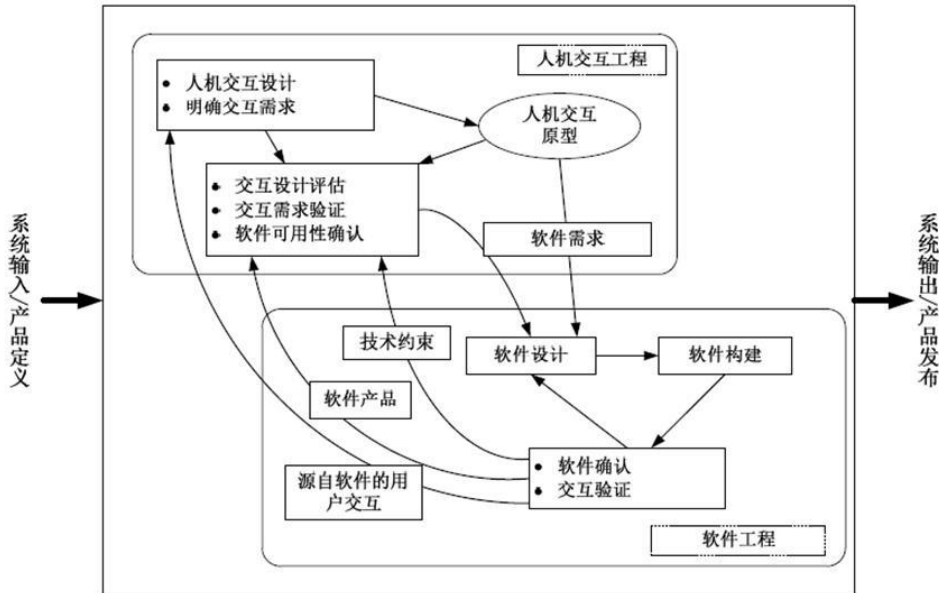 人机交互工程
● 人机交互设计
● 明确交互需求
人机交互
原型
● 交互设计评估
● 交互需求验证
● 软件可用性确认
软件需求
系统输入/产品定义
系统输出/产品发布
技术约束
软件设计
软件构建
软件产品
源自软件的用
户交互
● 软件确认
● 交互验证
软件工程